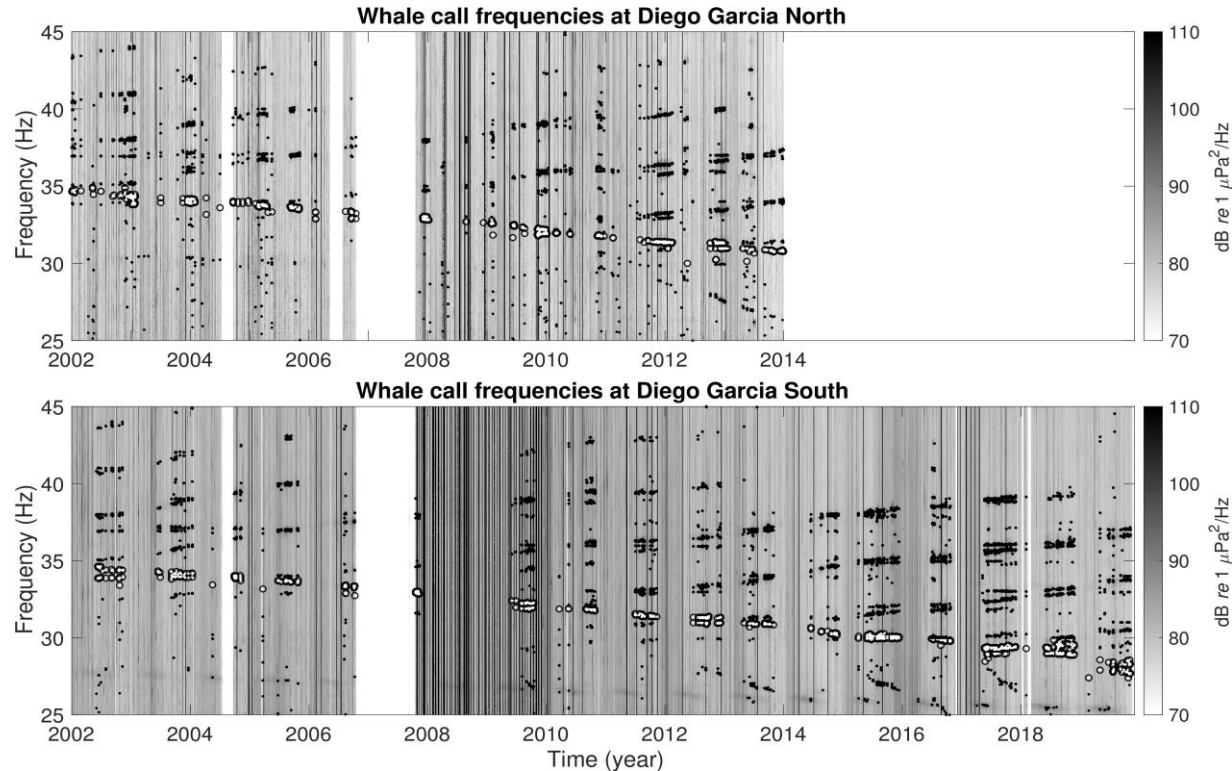 Whale call frequencies at Diego Garcia North
45
40
35
30
25
Frequency (Hz)
2002 2004 2006 2008 2010 2012 2014
110
100
90
80
70
dB re 1 μPa²/Hz
Whale call frequencies at Diego Garcia South
45
40
35
30
25
Frequency (Hz)
2002 2004 2006 2008 2010 2012 2014 2016 2018
Time (year)
110
100
90
80
70
dB re 1 μPa²/Hz